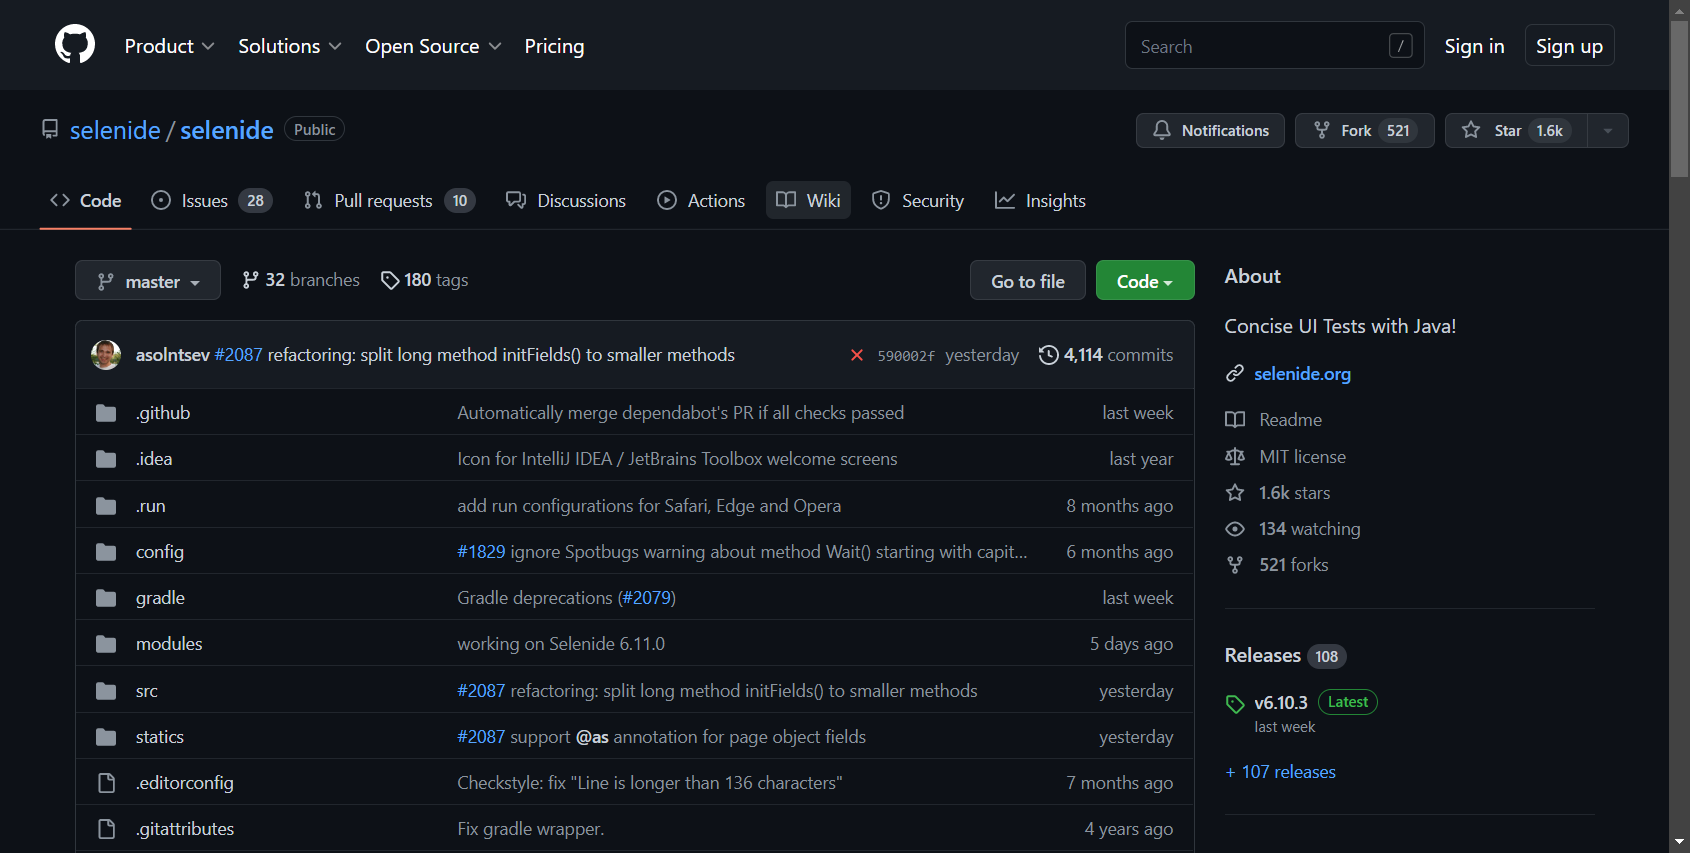 Product Solutions Open Source Pricing Search / Sign in Sign up
selenide / selenide Public Notifications Fork 521 Star 1.6k
Code Issues 28 Pull requests 10 Discussions Actions Wiki Security Insights
master 32 branches 180 tags Go to file Code
asolntsev #2087 refactoring: split long method initFields() to smaller methods 590002f yesterday 4,114 commits
.github Automatically merge dependabot's PR if all checks passed last week
.idea Icon for IntelliJ IDEA / JetBrains Toolbox welcome screens last year
.run add run configurations for Safari, Edge and Opera 8 months ago
config #1829 ignore Spotbugs warning about method Wait() starting with capit... 6 months ago
gradle Gradle deprecations (#2079) last week
modules working on Selenide 6.11.0 5 days ago
src #2087 refactoring: split long method initFields() to smaller methods yesterday
statics #2087 support @as annotation for page object fields yesterday
.editorconfig Checkstyle: fix "Line is longer than 136 characters" 7 months ago
.gitattributes Fix gradle wrapper. 4 years ago
About
Concise UI Tests with Java!
selenide.org
Readme
MIT license
1.6k stars
134 watching
521 forks
Releases 108
v6.10.3 Latest
last week
+ 107 releases